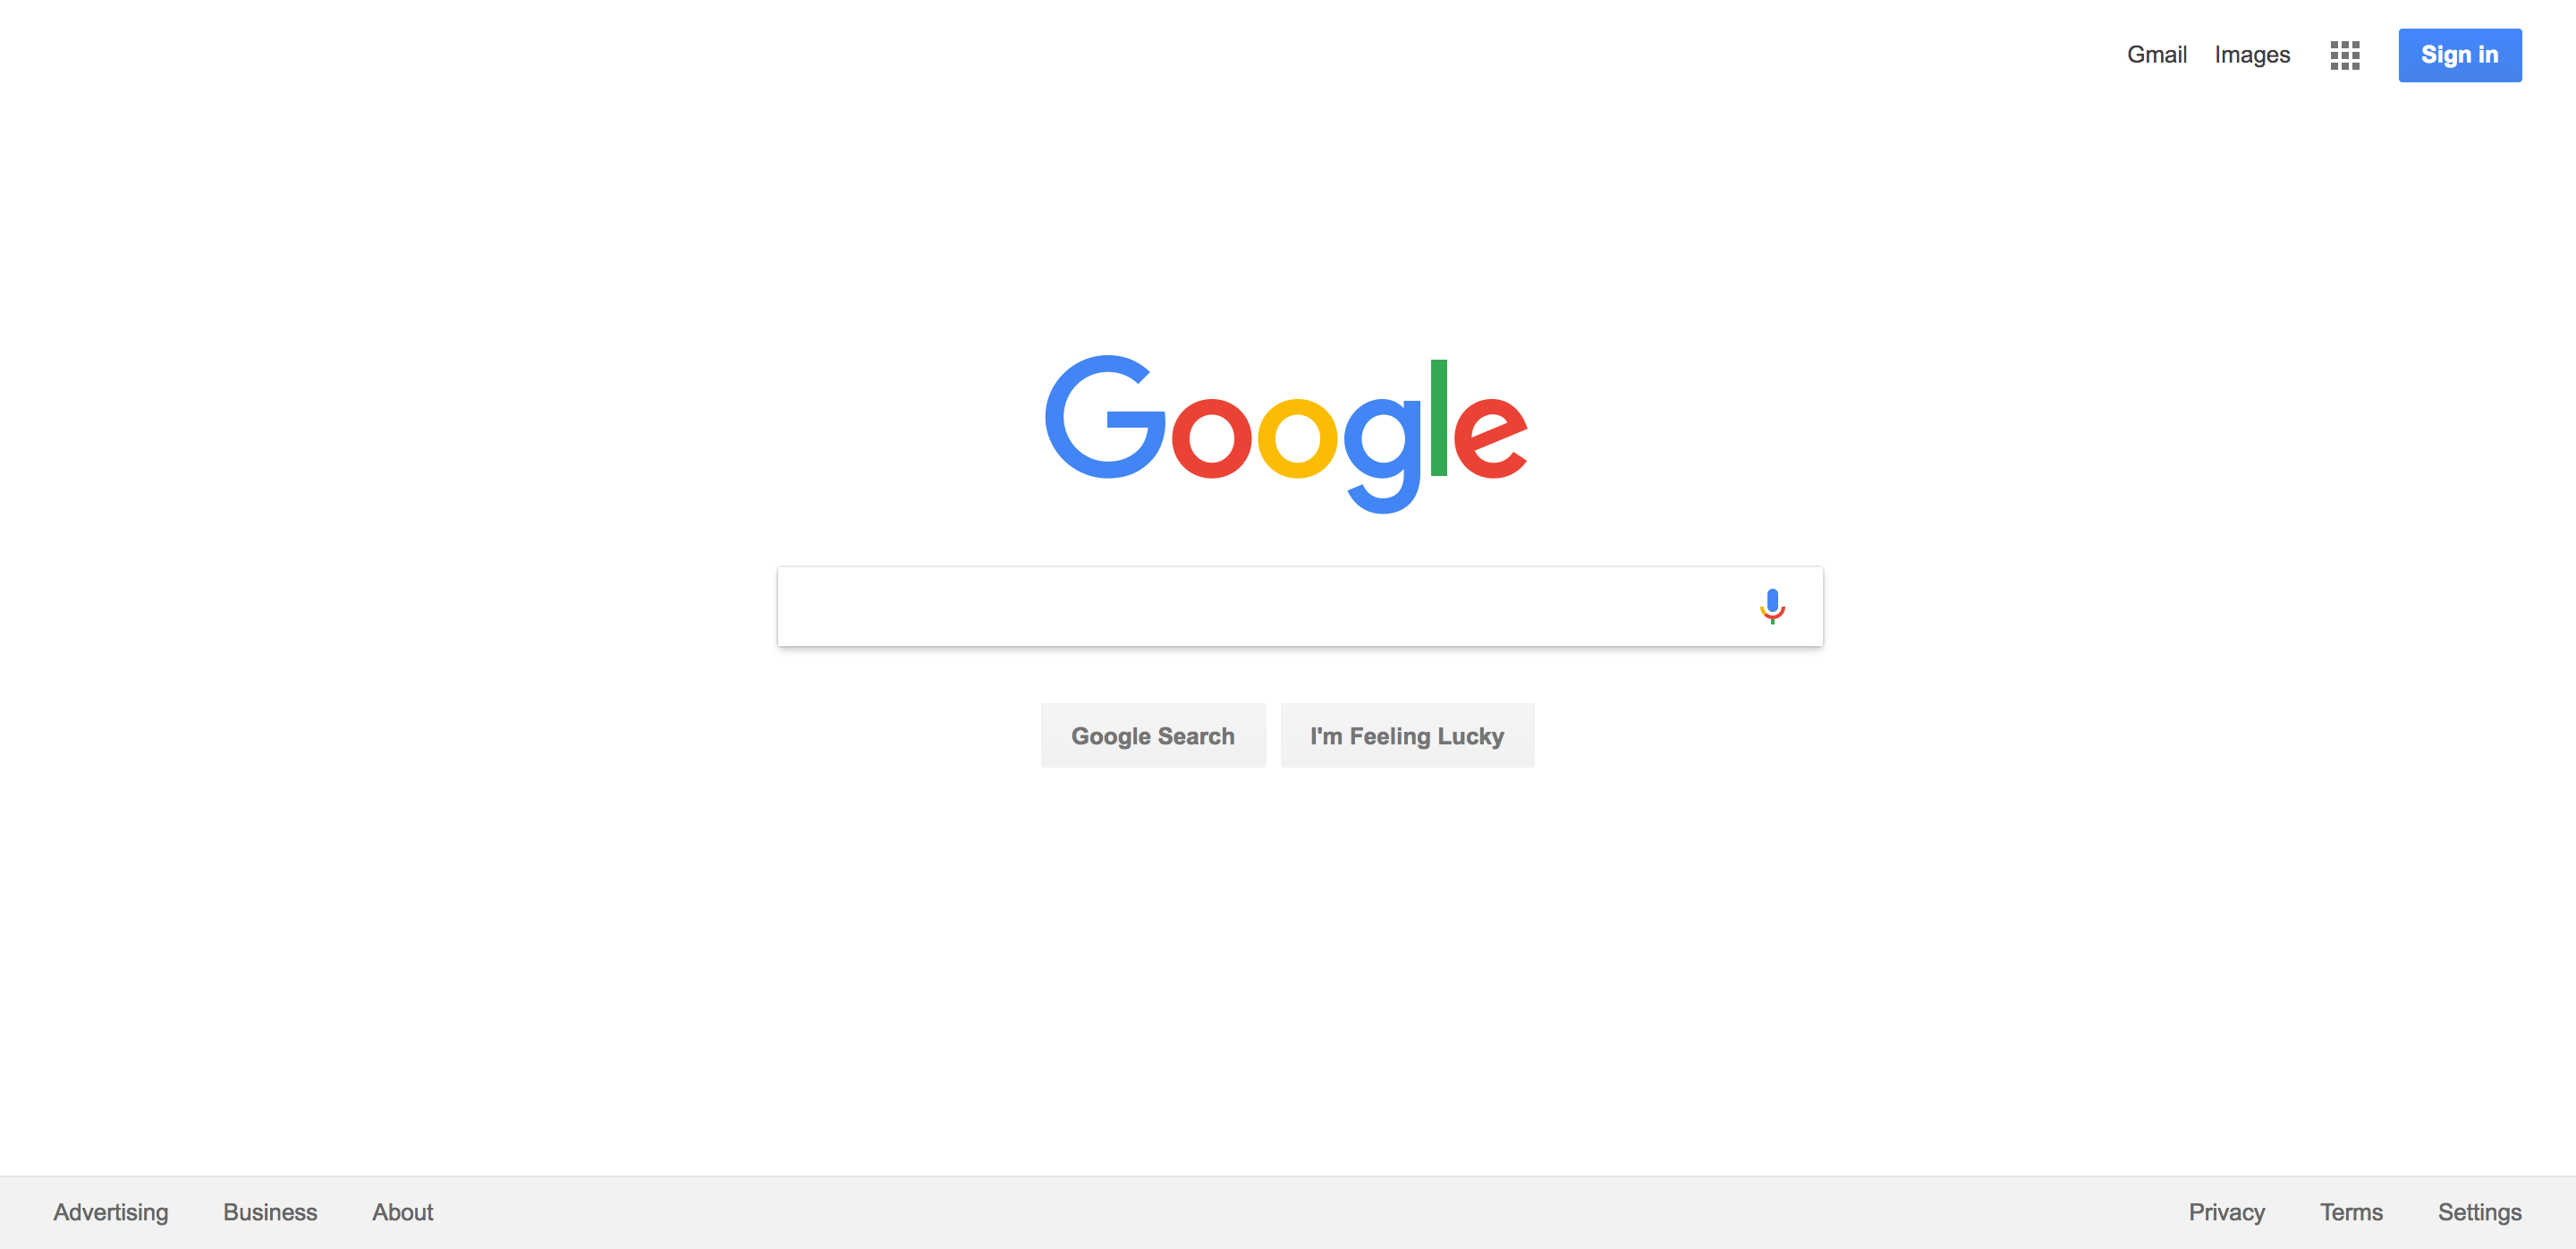 Gmail Images Sign in
Google
Google Search I'm Feeling Lucky
Advertising Business About Privacy Terms Settings